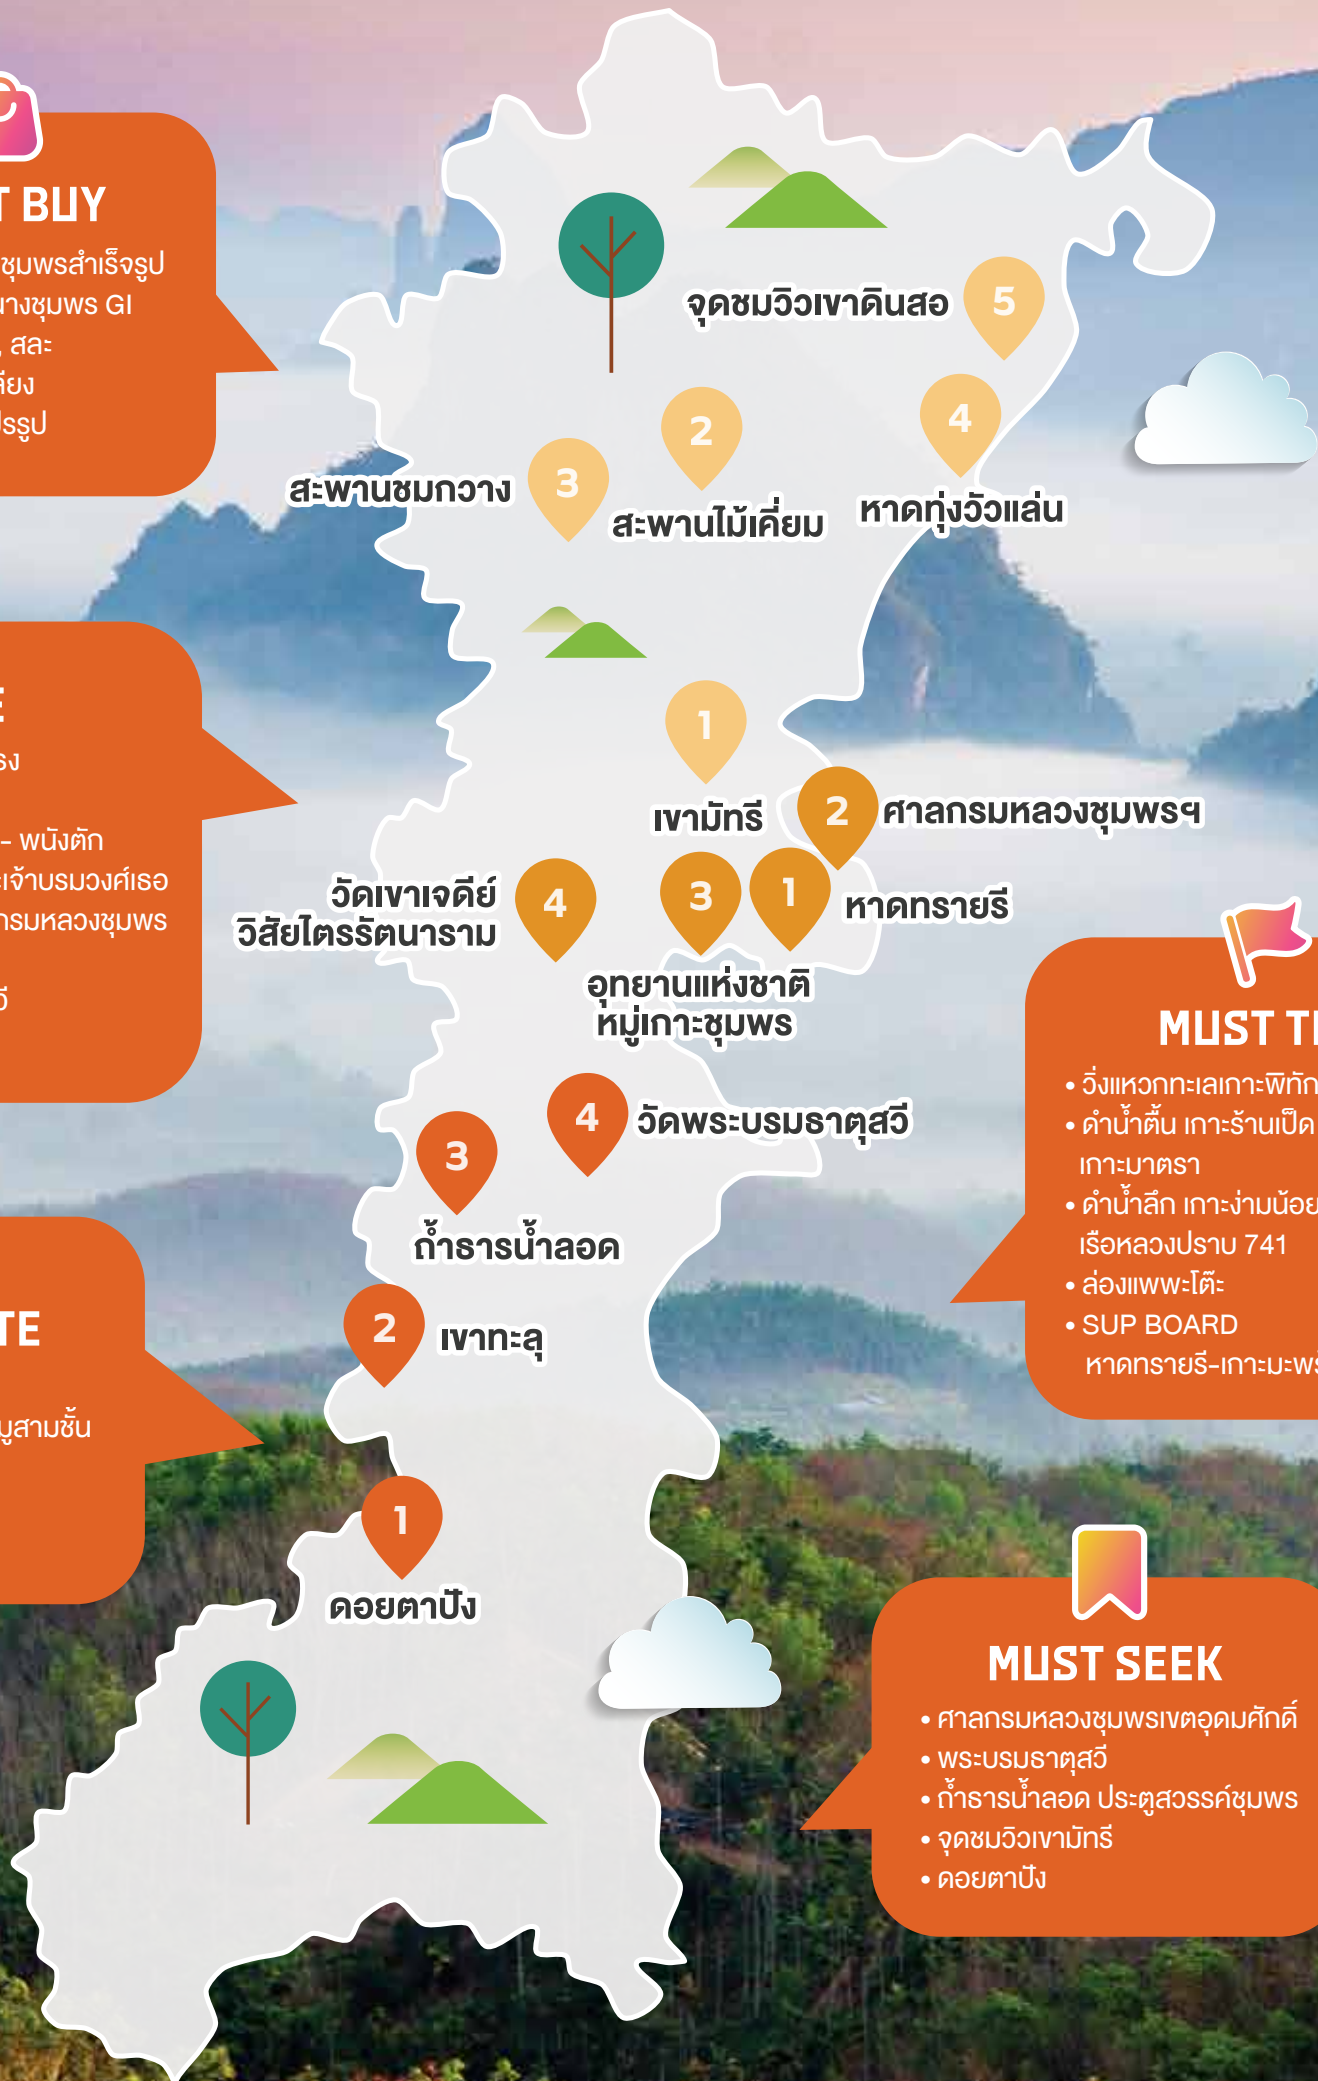 BUY
ชุมพรสำเร็จรูป
นางชุมพร GI
สละ
จุดชมวิวเขาดินสอ
5
4
หาดทุ่งวัวแล่น
2
สะพานไม้เคี่ยม
3
สะพานชมกวาง
1
เขามัทรี
- พนังตัก
เจ้าบรมวงศ์เธอ
กรมหลวงชุมพร
2
ศาลกรมหลวงชุมพรฯ
1
หาดทรายรี
3
อุทยานแห่งชาติ
หมู่เกาะชุมพร
4
วัดเขาเจดีย์
วิสัยไตรรัตนาราม
4
วัดพระบรมธาตุสวี
3
ถ้ำธารน้ำลอด
2
เขาทะลุ
1
ดอยตาปัง
สามชั้น
MUST
• วิ่งแหวกทะเลเกาะพิทัก
• ดำน้ำตื้น เกาะร้านเป็ด
เกาะมาตรา
• ดำน้ำลึก เกาะง่ามน้อย
เรือหลวงปราบ 741
• ล่องแพพะโต๊ะ
• SUP BOARD
หาดทรายรี-เกาะมะพร
MUST SEEK
• ศาลกรมหลวงชุมพรเขตอุดมศักดิ์
• พระบรมธาตุสวี
• ถ้ำธารน้ำลอด ประตูสวรรค์ชุมพร
• จุดชมวิวเขามัทรี
• ดอยตาปัง